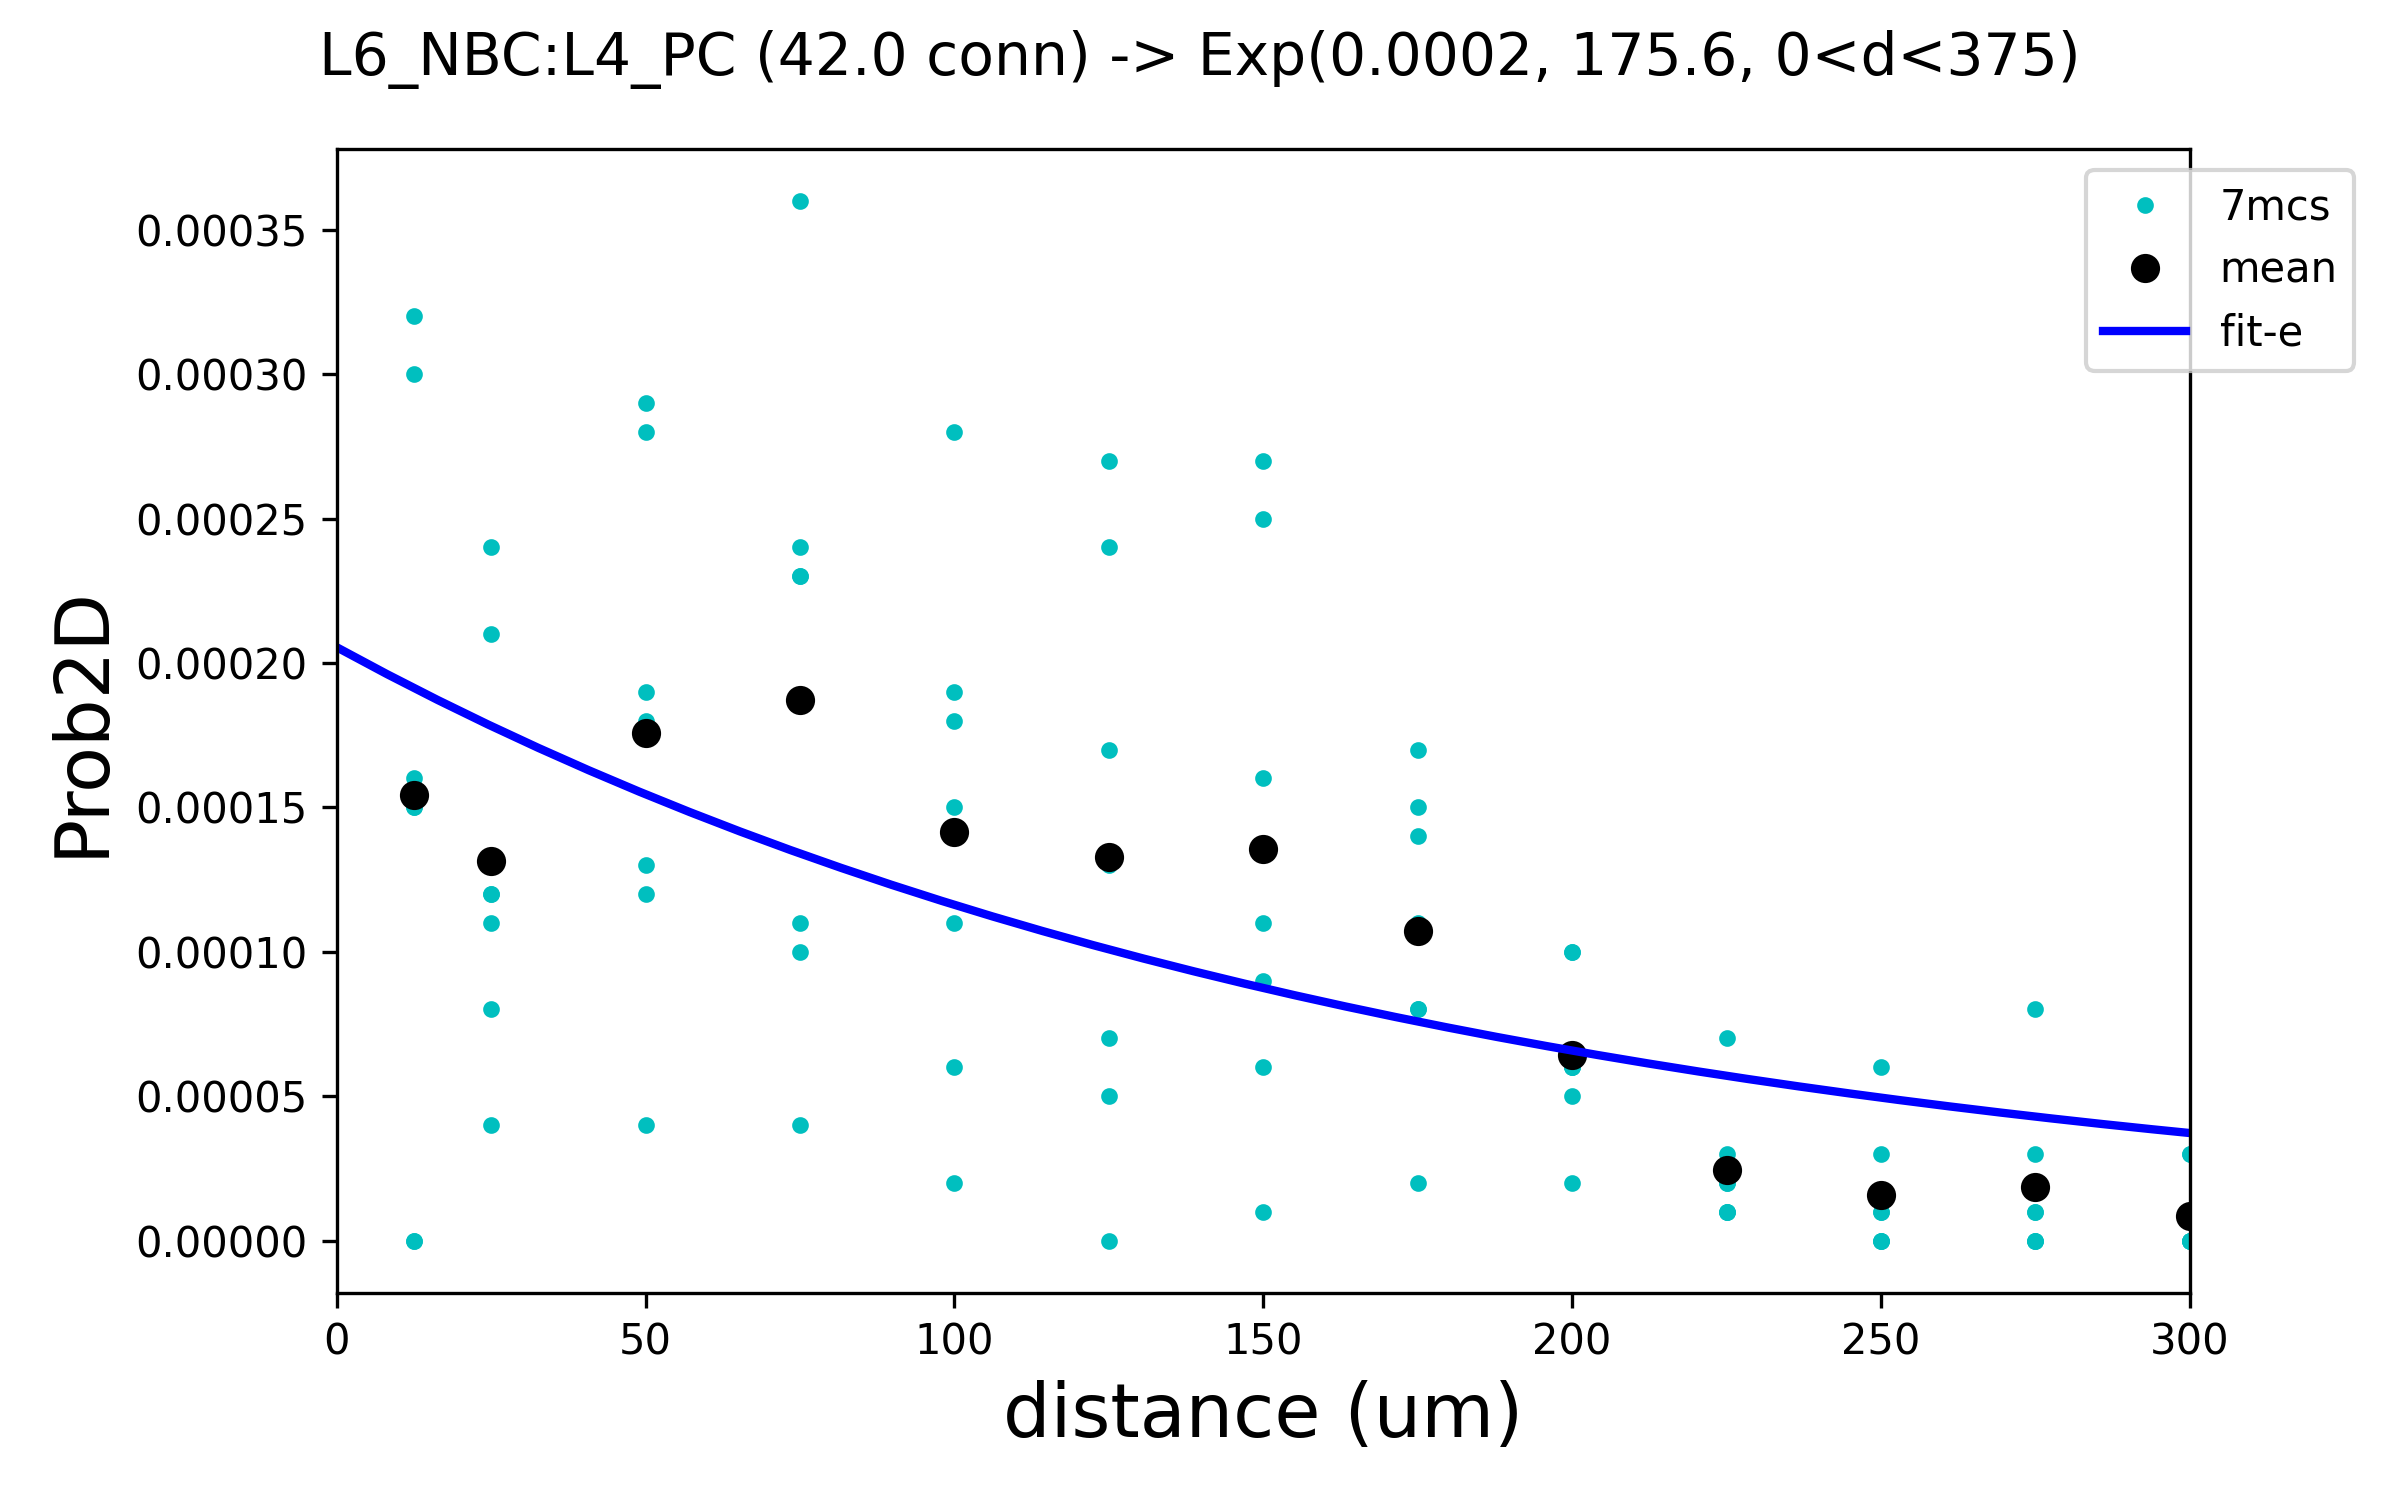 L6_NBC:L4_PC (42.0 conn) -> Exp(0.0002, 175.6, 0<d<375)
7mcs
mean
fit-e
0.00035
0.00030
0.00025
0.00020
0.00015
0.00010
0.00005
0.00000
Prob2D
0 50 100 150 200 250 300
distance (um)